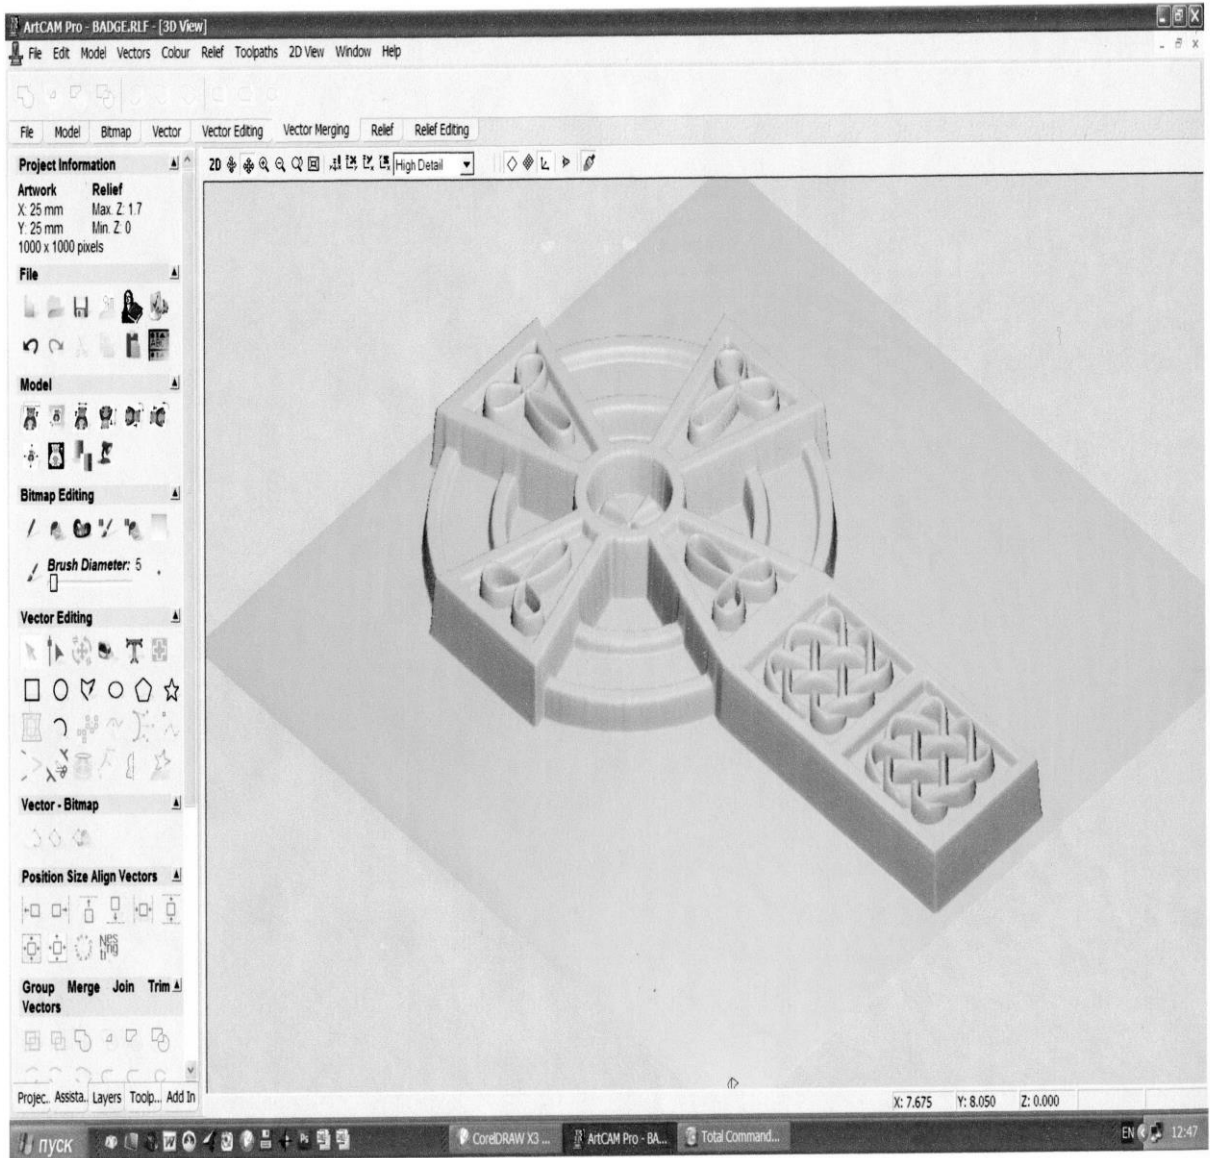 ArtCAM Pro - BADGE.RLF - [3D View]
File Edit Model Vectors Colour Relief Toolpaths 2D View Window Help
File Model Bitmap Vector Vector Editing Vector Merging Relief Relief Editing
Project Information
2D High Detail
Artwork Relief
X: 25 mm Max. Z: 1.7
Y: 25 mm Min. Z: 0
1000 x 1000 pixels
File
Model
Bitmap Editing
Brush Diameter: 5
Vector Editing
Vector - Bitmap
Position Size Align Vectors
Nes
ting
Group Merge Join Trim
Vectors
Projec.. Assista.. Layers Toolp... Add In
X: 7.675 Y: 8.050 Z: 0.000
пуск CorelDRAW X3 ... ArtCAM Pro - BA... Total Command... EN 12:47